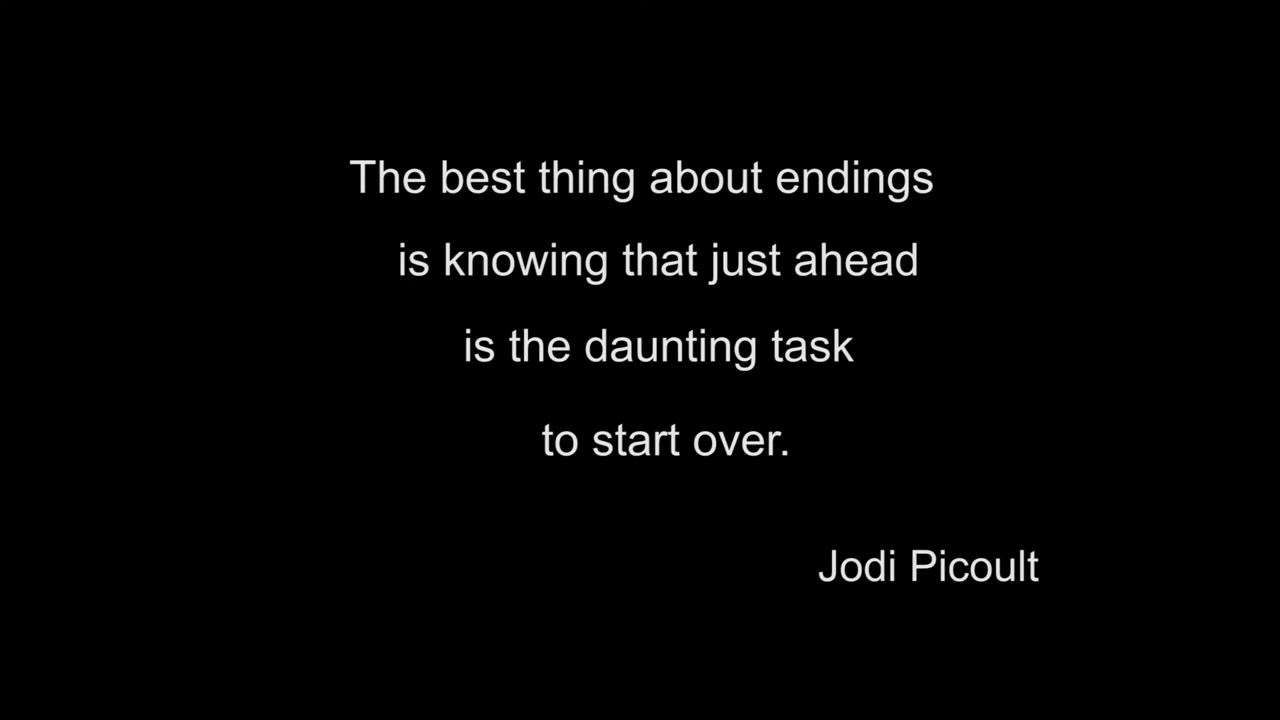 The best thing about endings
is knowing that just ahead
is the daunting task
to start over.
Jodi Picoult